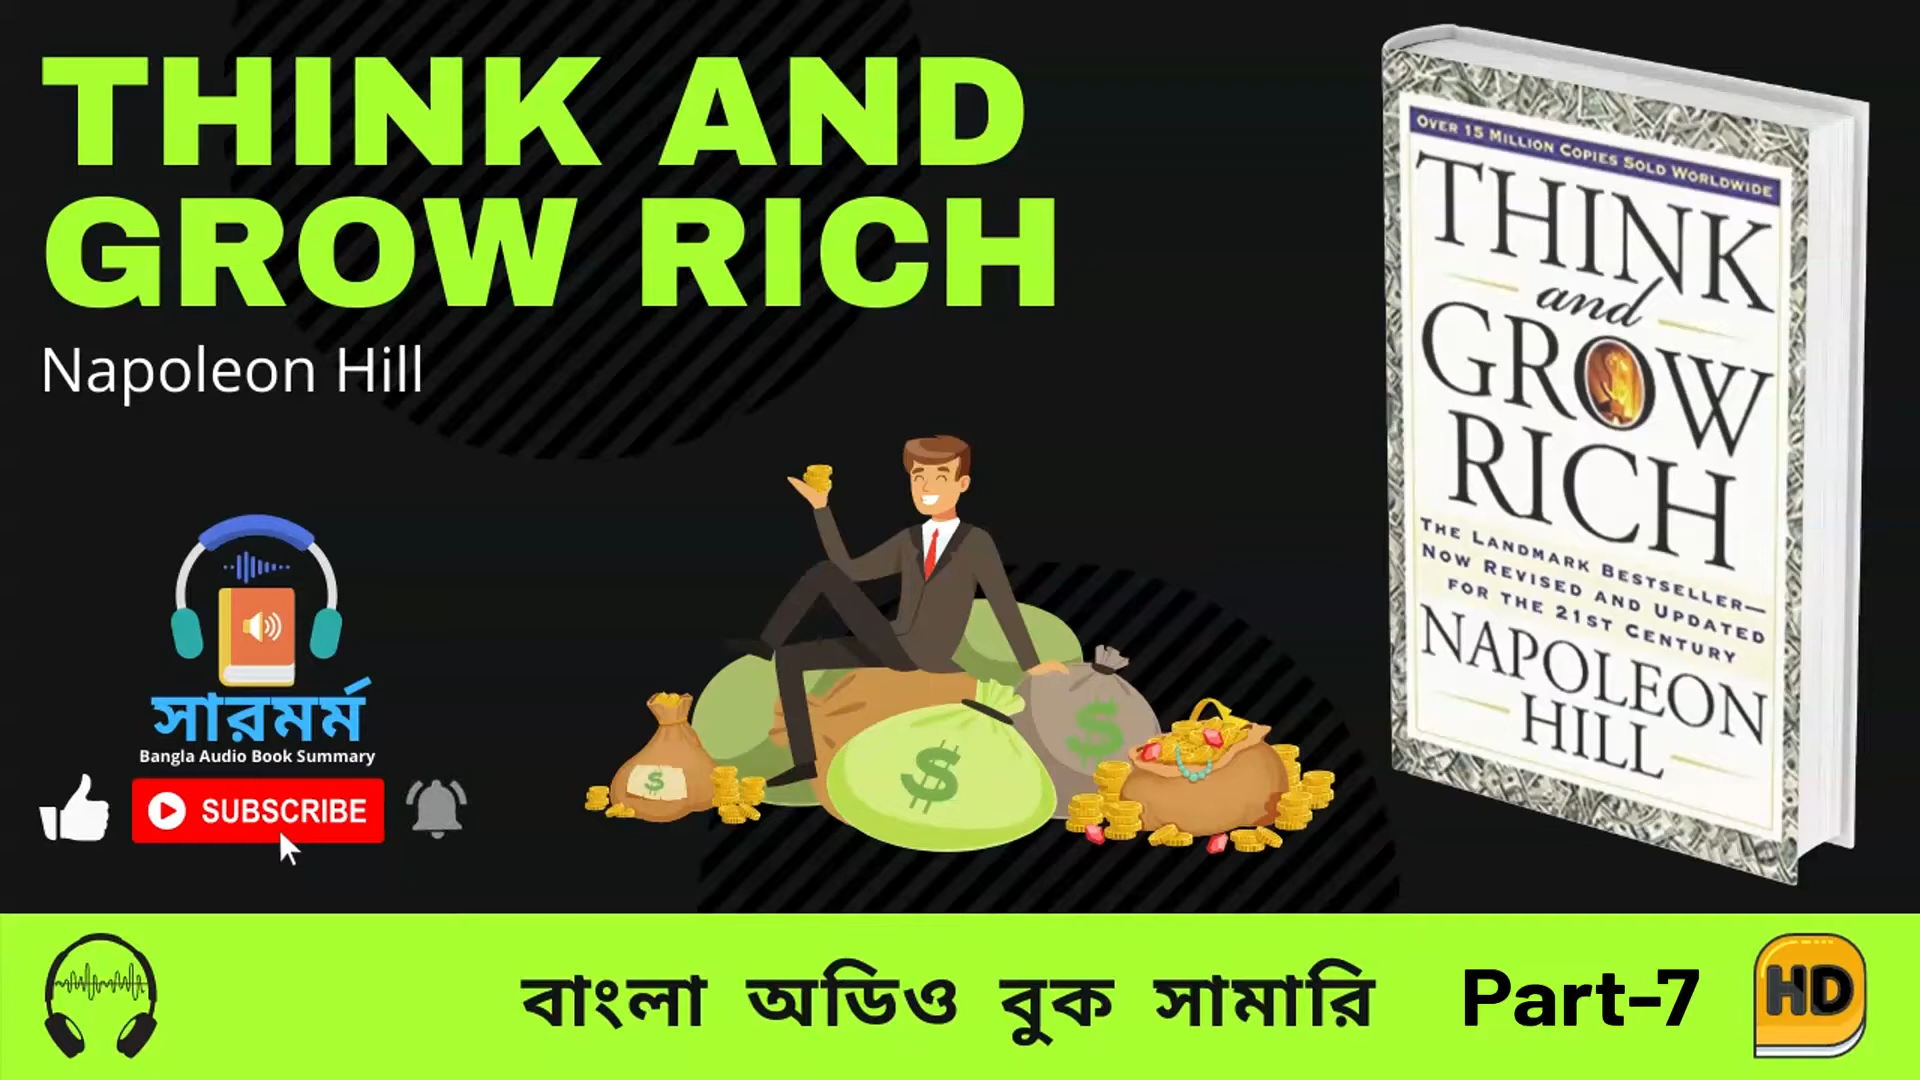 THINK AND
GROW RICH
Napoleon Hill
সারমর্ম
Bangla Audio Book Summary
SUBSCRIBE
OVER 15 MILLION COPIES SOLD WORLDWIDE
THINK
and
GROW
RICH
THE LANDMARK BESTSELLER—
NOW REVISED AND UPDATED
FOR THE 21ST CENTURY
NAPOLEON
HILL
$
$
$
বাংলা অডিও বুক সামারি Part-7
HD